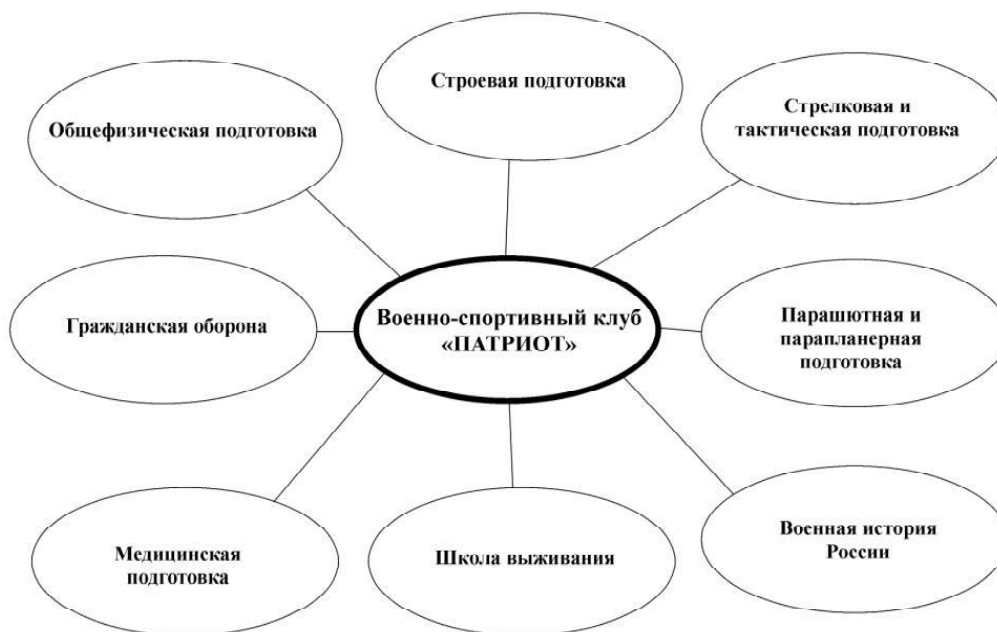 Строевая подготовка
Общефизическая подготовка
Стрелковая и
тактическая подготовка
Гражданская оборона
Военно-спортивный клуб
«ПАТРИОТ»
Парашютная и
парапланерная
подготовка
Медицинская
подготовка
Школа выживания
Военная история
России